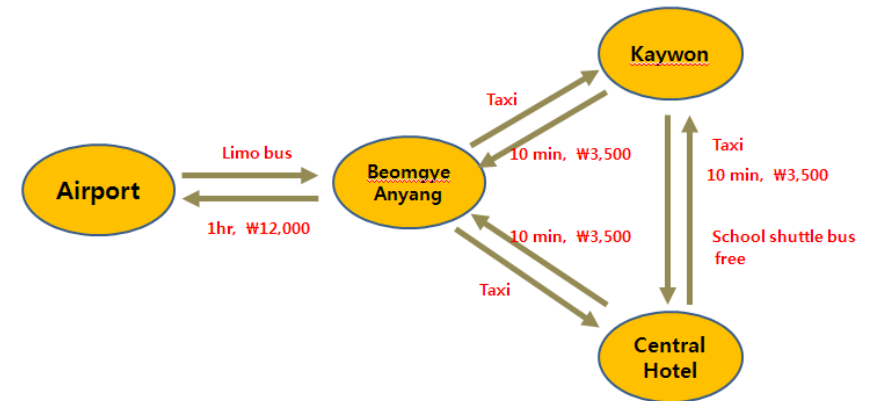 Kaywon
Taxi
10 min, ₩3,500
Limo bus
Airport
1hr, ₩12,000
Beomgye
Anyang
Taxi
10 min, ₩3,500
School shuttle bus
free
10 min, ₩3,500
Taxi
Central
Hotel